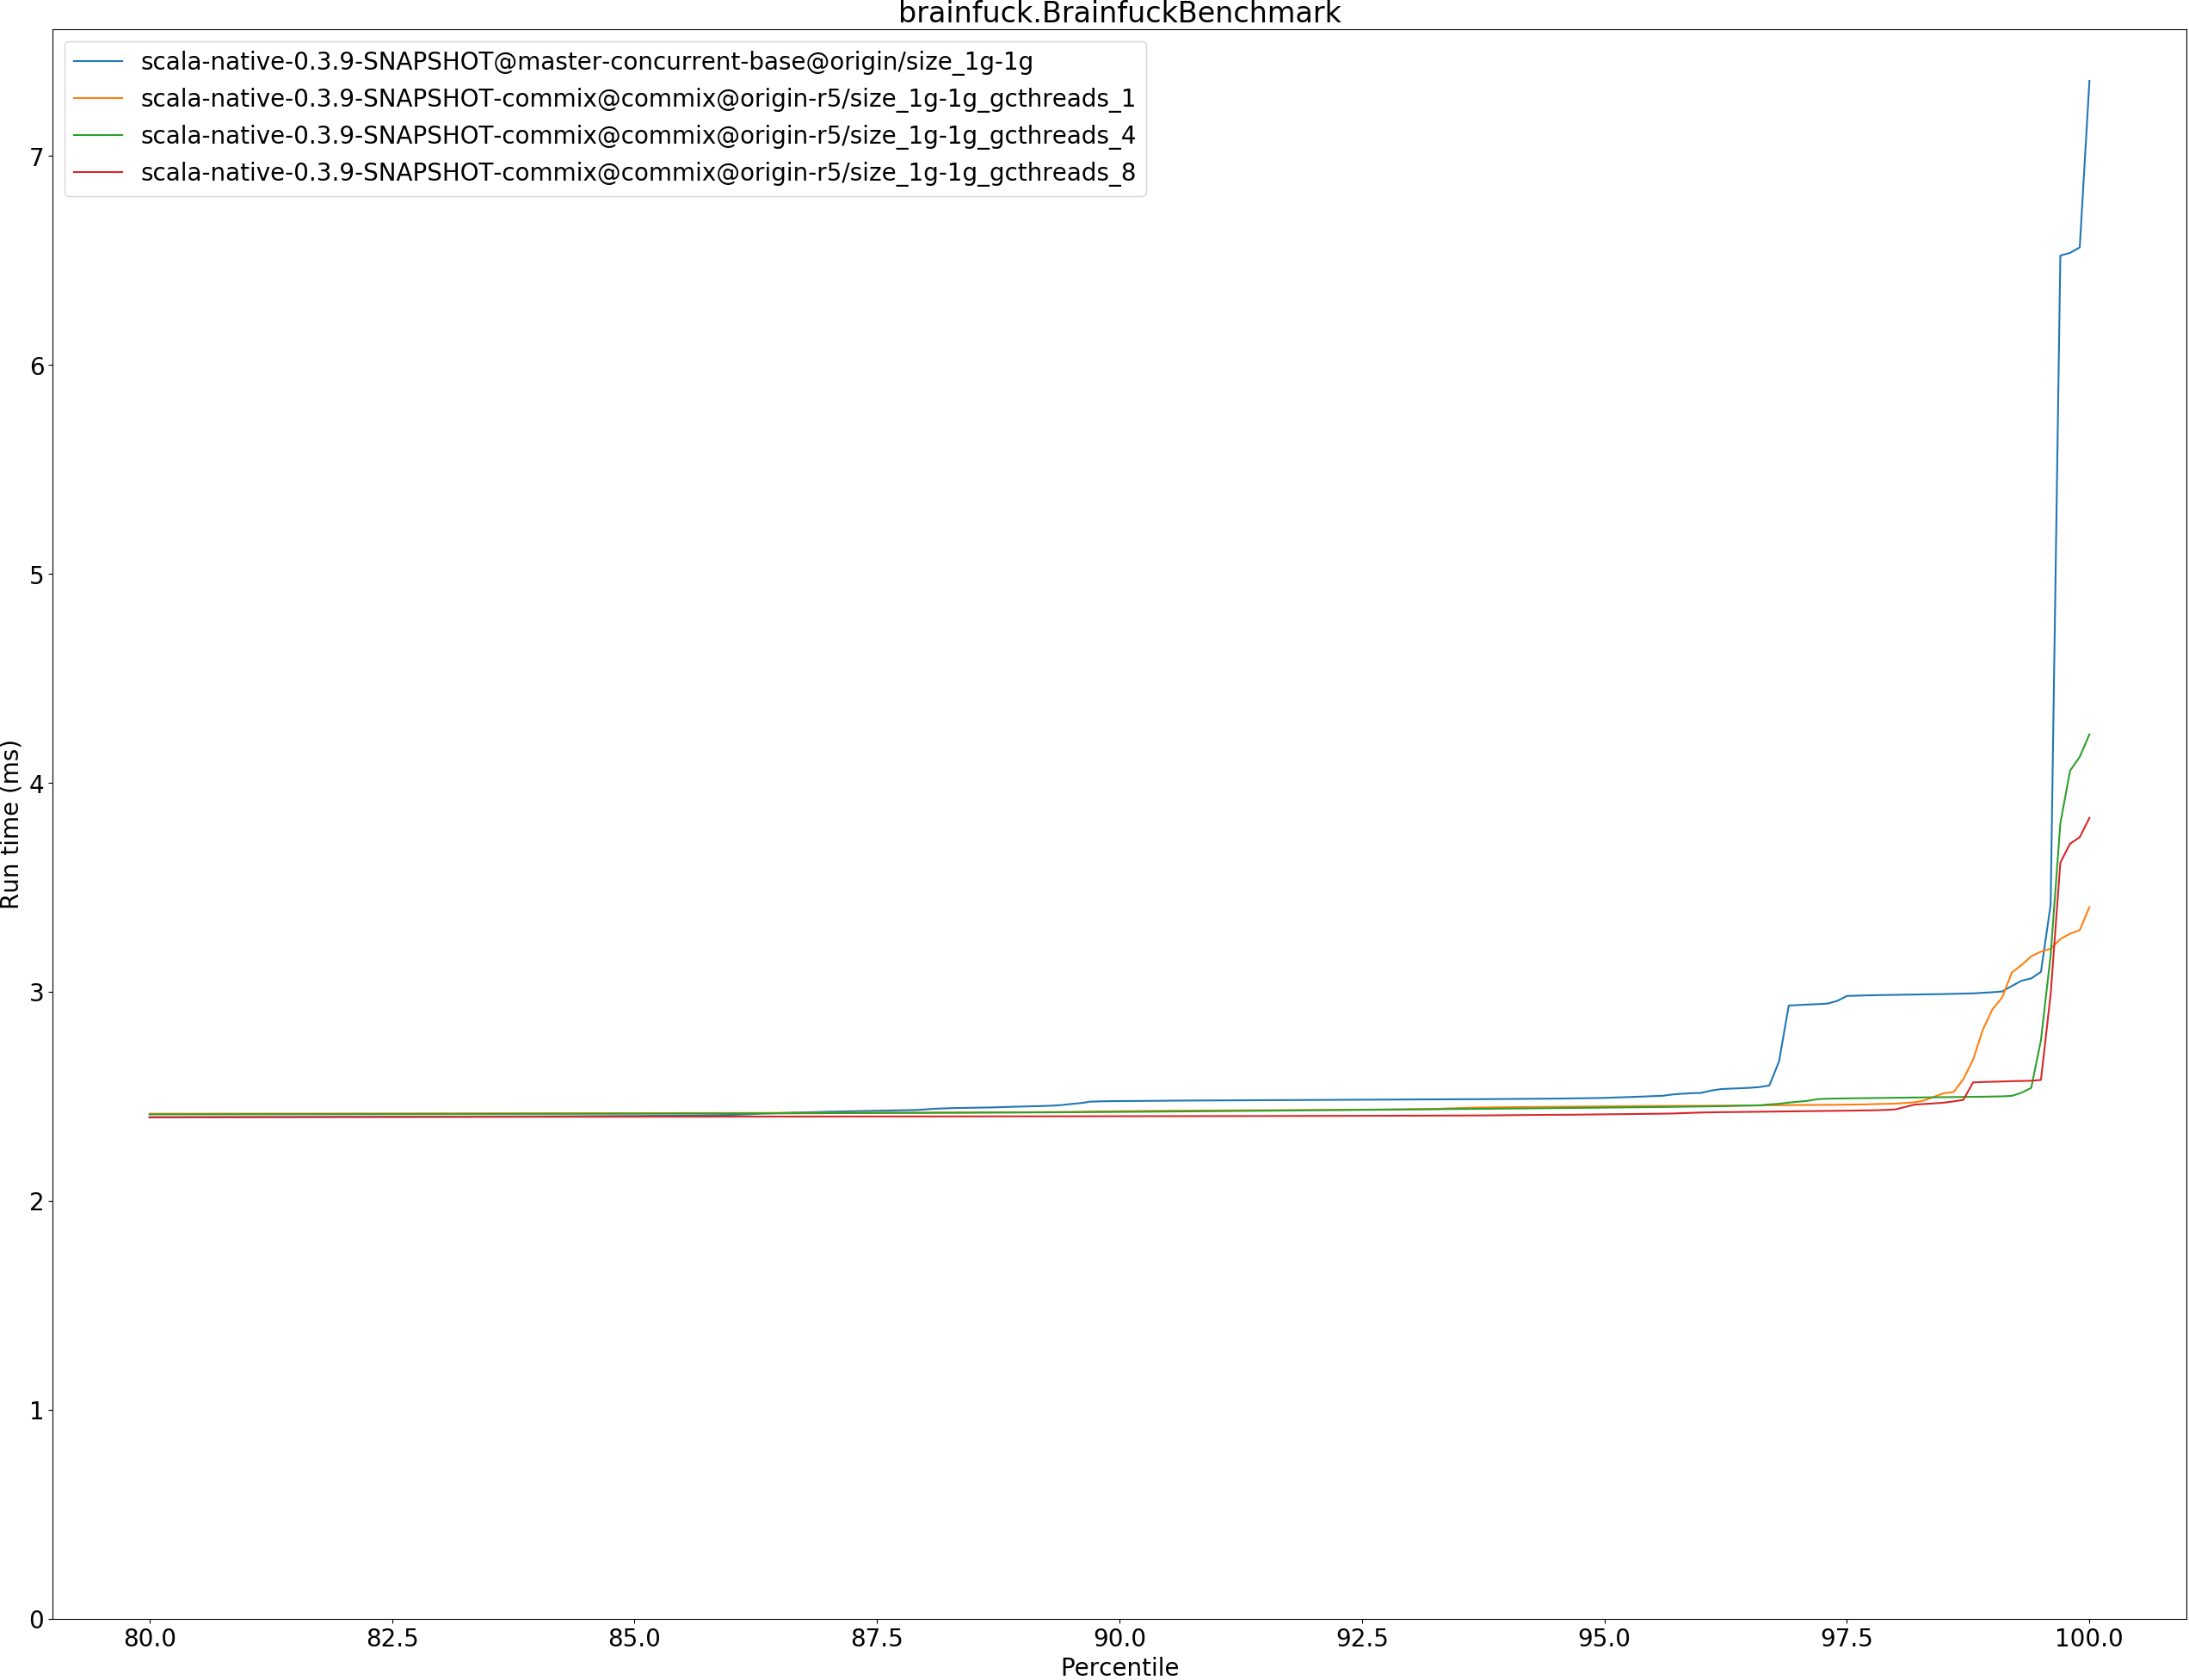 brainfuck.BrainfuckBenchmark
scala-native-0.3.9-SNAPSHOT@master-concurrent-base@origin/size_1g-1g
scala-native-0.3.9-SNAPSHOT-commix@commix@origin-r5/size_1g-1g_gcthreads_1
scala-native-0.3.9-SNAPSHOT-commix@commix@origin-r5/size_1g-1g_gcthreads_4
scala-native-0.3.9-SNAPSHOT-commix@commix@origin-r5/size_1g-1g_gcthreads_8
7
6
5
4
3
2
1
0
Run time (ms)
80.0 82.5 85.0 87.5 90.0 92.5 95.0 97.5 100.0
Percentile